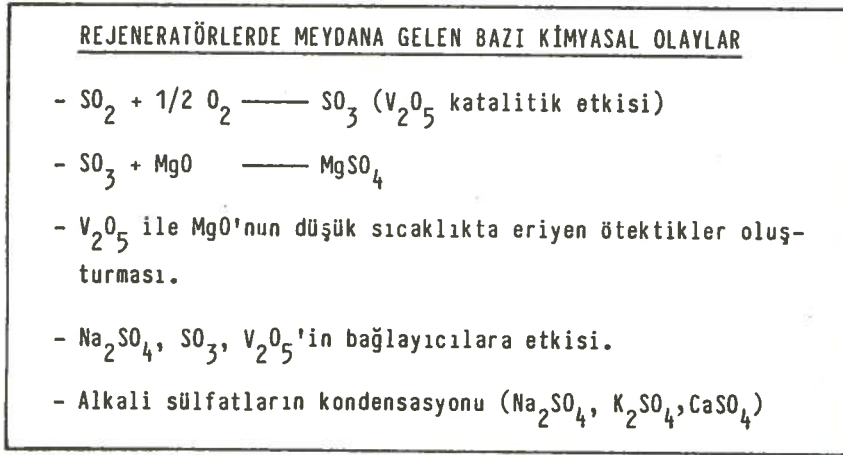 REJENERATÖRLERDE MEYDANA GELEN BAZI KİMYASAL OLAYLAR
- SO₂ + 1/2 O₂ —— SO₃ (V₂O₅ katalitik etkisi)
- SO₃ + MgO —— MgSO₄
- V₂O₅ ile MgO'nun düşük sıcaklıkta eriyen ötektikler oluş-
turması.
- Na₂SO₄, SO₃, V₂O₅'in bağlayıcılara etkisi.
- Alkali sülfatların kondensasyonu (Na₂SO₄, K₂SO₄,CaSO₄)